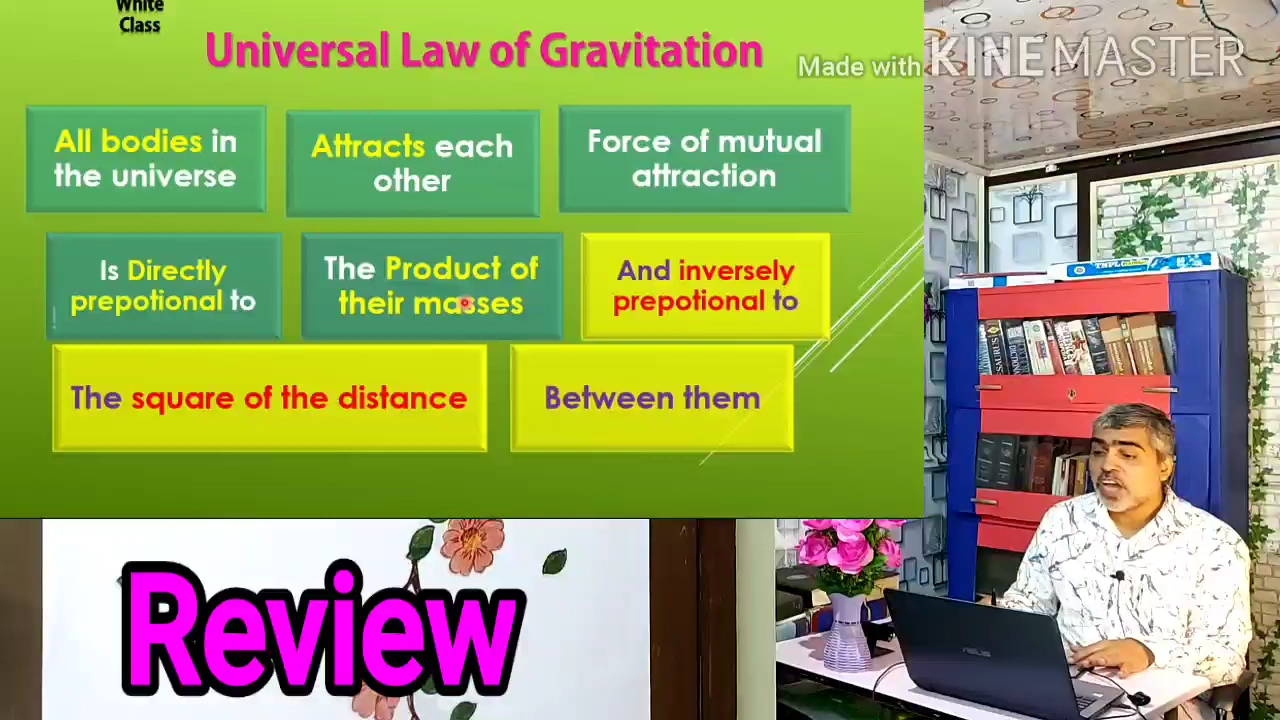 White
Class
Universal Law of Gravitation
Made with KINEMASTER
All bodies in
the universe
Attracts each
other
Force of mutual
attraction
Is Directly
prepotional to
The Product of
their masses
And inversely
prepotional to
The square of the distance
Between them
Review
ASUS